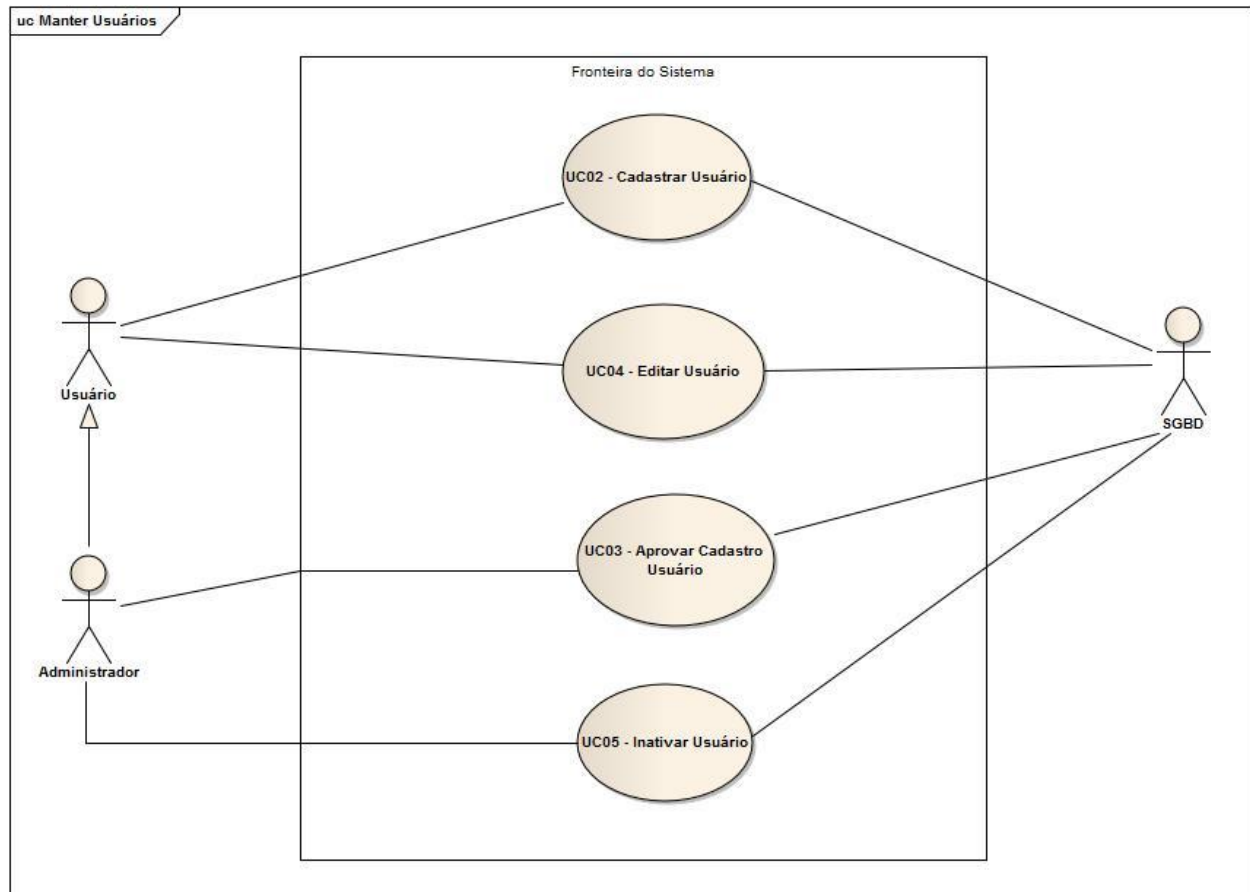 uc Manter Usuários
Fronteira do Sistema
UC02 - Cadastrar Usuário
UC04 - Editar Usuário
Usuário
SGBD
UC03 - Aprovar Cadastro
Usuário
Administrador
UC05 - Inativar Usuário